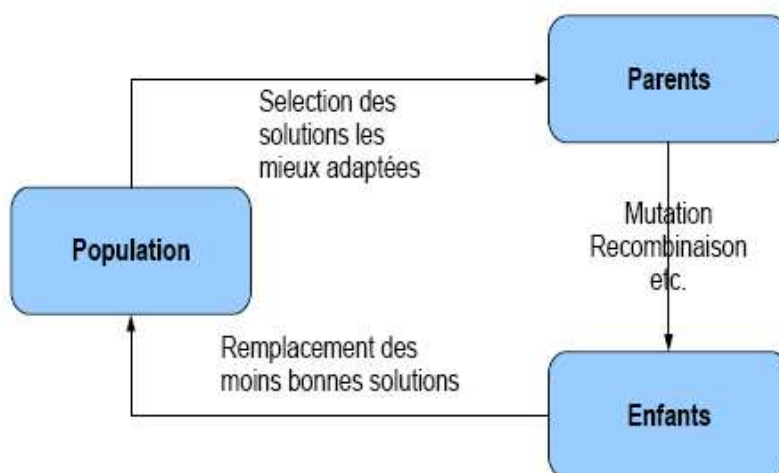 Parents
Selection des
solutions les
mieux adaptées
Population
Mutation
Recombinaison
etc.
Remplacement des
moins bonnes solutions
Enfants